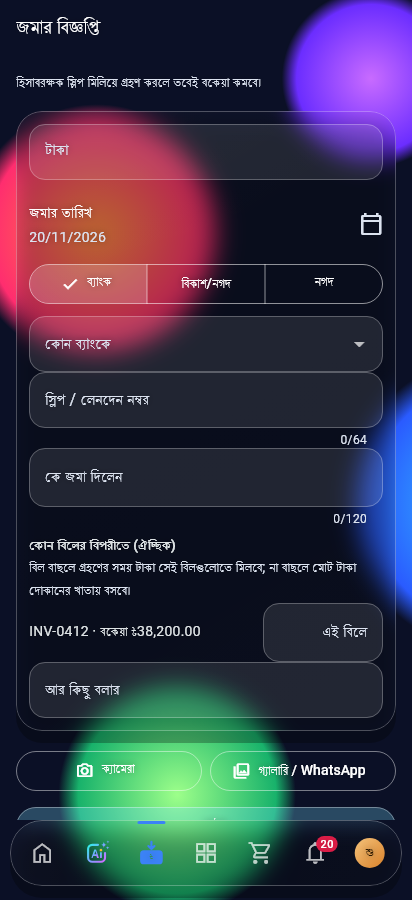 জমার বিজ্ঞপ্তি
হিসাবরক্ষক স্লিপ মিলিয়ে গ্রহণ করলে তবেই বকেয়া কমবে।
টাকা
জমার তারিখ
20/11/2026
ব্যাংক
বিকাশ/নগদ
নগদ
কোন ব্যাংকে
স্লিপ / লেনদেন নম্বর
0/64
কে জমা দিলেন
0/120
কোন বিলের বিপরীতে (ঐচ্ছিক)
বিল বাছলে গ্রহণের সময় টাকা সেই বিলগুলোতে মিলবে; না বাছলে মোট টাকা
দোকানের খাতায় বসবে।
INV-0412 · বকেয়া ৳38,200.00
এই বিলে
আর কিছু বলার
ক্যামেরা
গ্যালারি / WhatsApp
Ai
20
শু